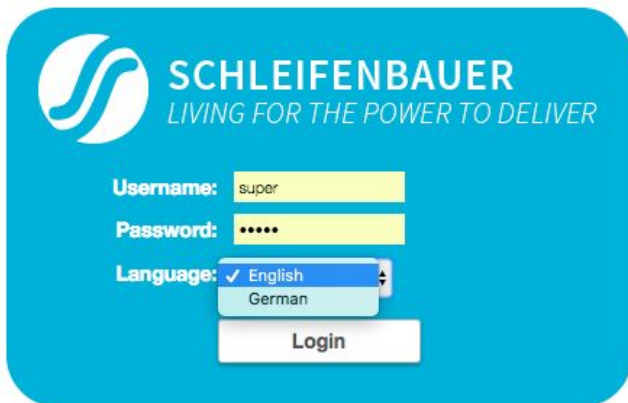 SCHLEIFENBAUER
LIVING FOR THE POWER TO DELIVER
Username: super
Password: •••••
Language: ✓ English
German
Login